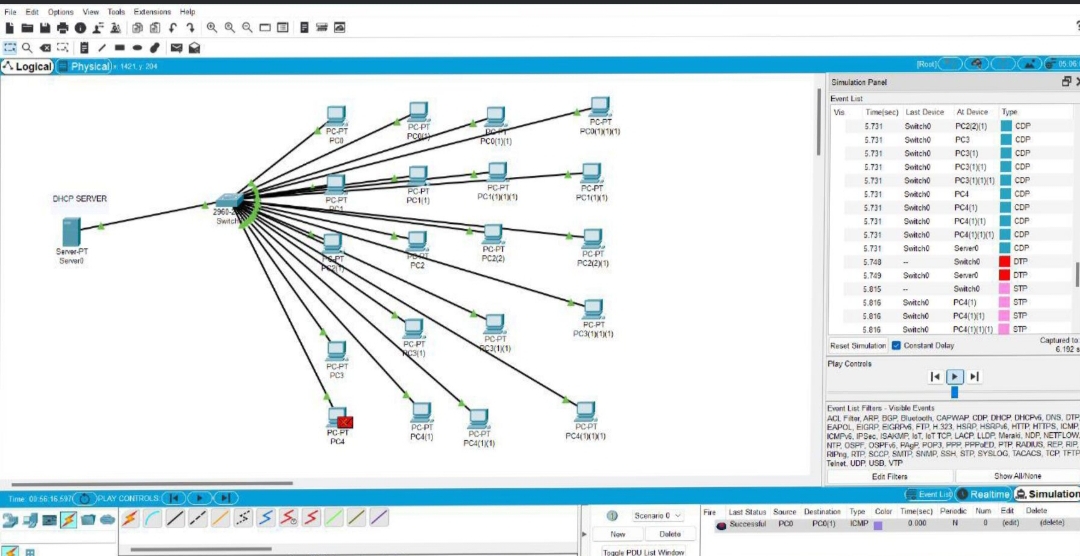 File Edit Options View Tools Extensions Help
Logical Physical x: 1421, y: 204 [Root]
Simulation Panel
Event List
Vis Time(sec) Last Device At Device Type
5.731 Switch0 PC2(2)(1) CDP
5.731 Switch0 PC3 CDP
5.731 Switch0 PC3(1) CDP
5.731 Switch0 PC3(1)(1) CDP
5.731 Switch0 PC3(1)(1)(1) CDP
5.731 Switch0 PC4 CDP
5.731 Switch0 PC4(1) CDP
5.731 Switch0 PC4(1)(1) CDP
5.731 Switch0 PC4(1)(1)(1) CDP
5.731 Switch0 Server0 CDP
5.748 -- Switch0 DTP
5.749 Switch0 Server0 DTP
5.815 -- Switch0 STP
5.816 Switch0 PC4(1) STP
5.816 Switch0 PC4(1)(1) STP
5.816 Switch0 PC4(1)(1)(1) STP
Reset Simulation Constant Delay Captured to:
6.192 s
Play Controls
Event List Filters - Visible Events
ACL Filter, ARP, BGP, Bluetooth, CAPWAP, CDP, DHCP, DHCPv6, DNS, DTP,
EAPOL, EIGRP, EIGRPv6, FTP, H.323, HSRP, HSRPv6, HTTP, HTTPS, ICMP,
ICMPv6, IPSec, ISAKMP, IoT, IoT TCP, LACP, LLDP, Meraki, NDP, NETFLOW,
NTP, OSPF, OSPFv6, PAgP, POP3, PPP, PPPoED, PTP, RADIUS, REP, RIP,
RIPng, RTP, SCCP, SMTP, SNMP, SSH, STP, SYSLOG, TACACS, TCP, TFTP,
Telnet, UDP, USB, VTP
Edit Filters Show All/None
Event List Realtime Simulation
DHCP SERVER
Server-PT
Server0
Switch
PC-PT
PC0
PC-PT
PC0(1)
PC-PT
PC0(1)(1)
PC-PT
PC0(1)(1)(1)
PC-PT
PC1
PC-PT
PC1(1)
PC-PT
PC1(1)(1)(1)
PC-PT
PC1(1)(1)
PC-PT
PC2(1)
PC-PT
PC2
PC-PT
PC2(2)
PC-PT
PC2(2)(1)
PC-PT
PC3
PC-PT
PC3(1)
PC-PT
PC3(1)(1)
PC-PT
PC3(1)(1)(1)
PC-PT
PC4
PC-PT
PC4(1)
PC-PT
PC4(1)(1)
PC-PT
PC4(1)(1)(1)
Time: 00:56:16.597 PLAY CONTROLS:
Scenario 0
New Delete
Toggle PDU List Window
Fire Last Status Source Destination Type Color Time(sec) Periodic Num Edit Delete
Successful PC0 PC0(1) ICMP 0.000 N 0 (edit) (delete)